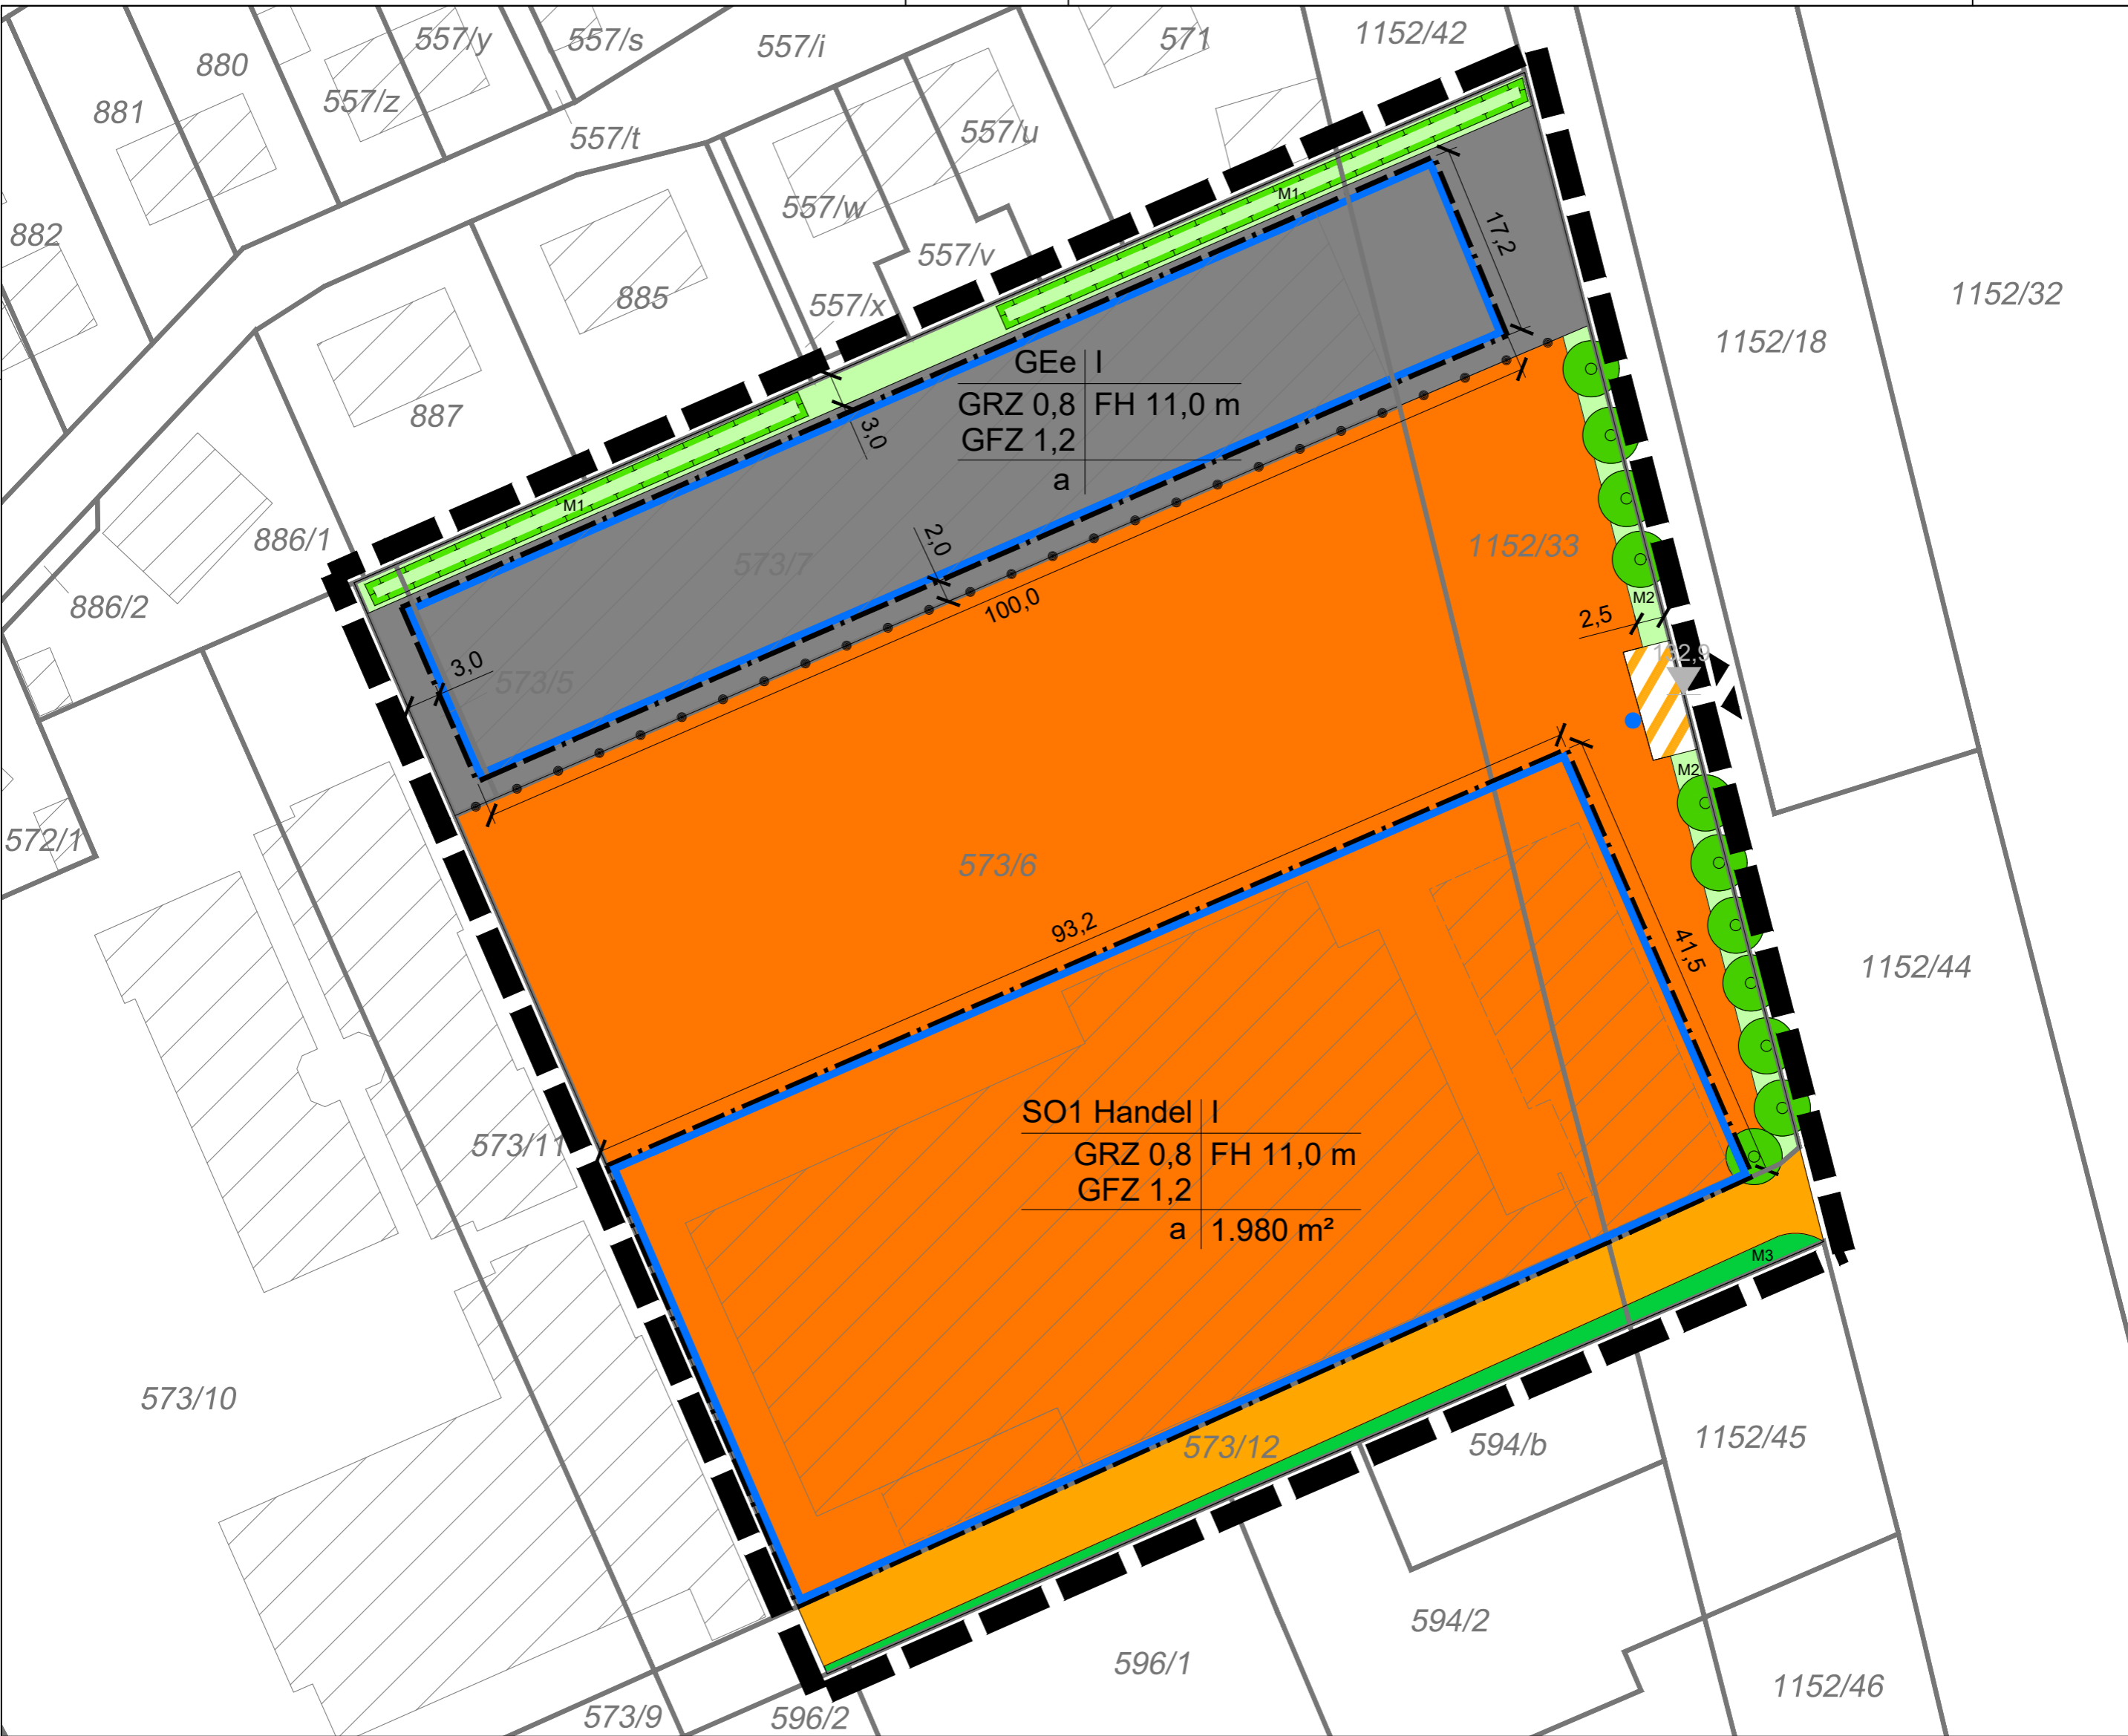 557/y
557/s
557/i
571
1152/42
880
881
557/z
557/t
557/u
882
557/w
M1
17,2
557/v
1152/32
885
557/x
1152/18
GEe I
887
GRZ 0,8 FH 11,0 m
3,0
GFZ 1,2
a
M1
886/1
2,0
1152/33
573/7
886/2
100,0
M2
2,5
132,9
3,0
573/5
M2
572/1
573/6
93,2
41,5
1152/44
SO1 Handel I
573/11
GRZ 0,8 FH 11,0 m
GFZ 1,2
a 1.980 m²
M3
573/10
573/12
594/b
1152/45
594/2
596/1
1152/46
573/9
596/2